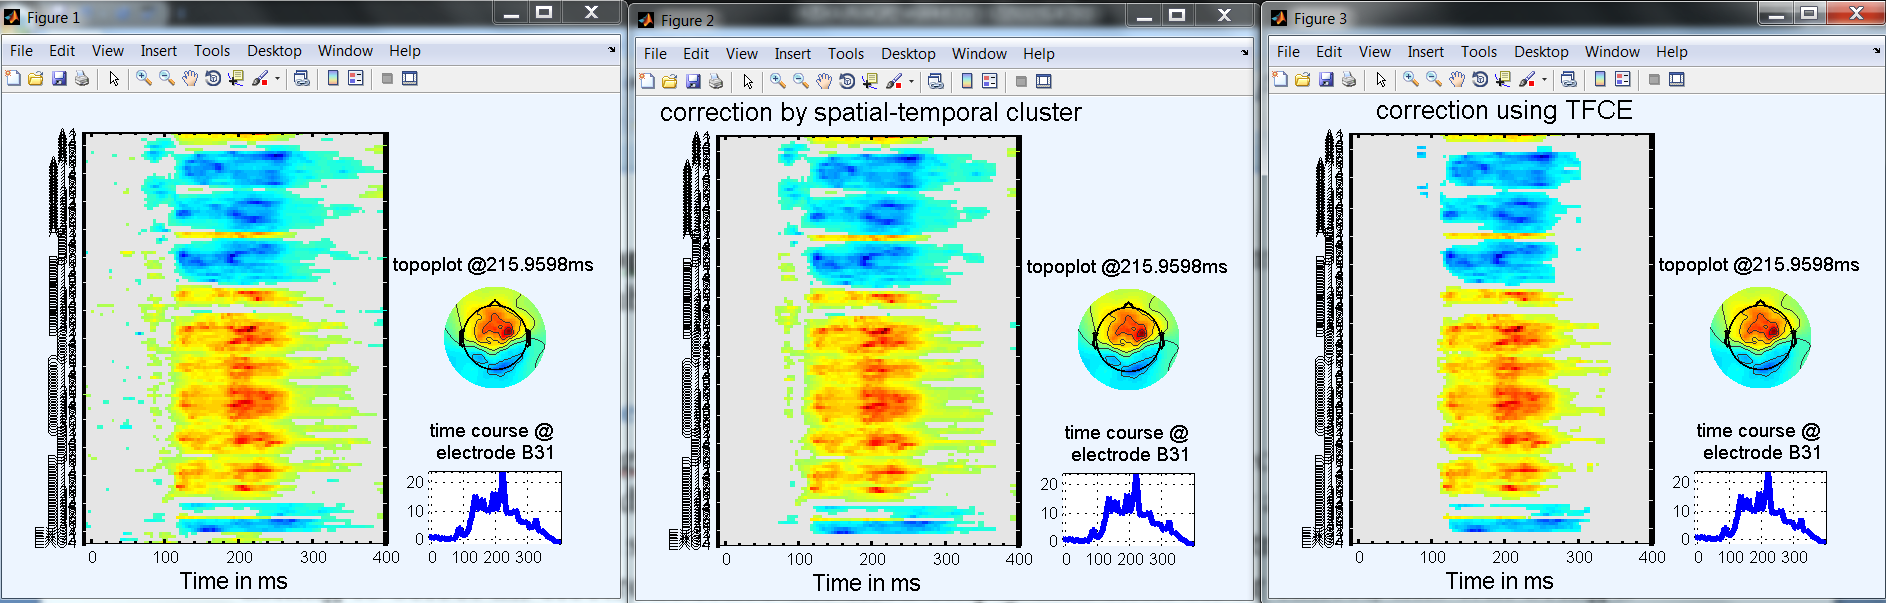 Figure 1
File Edit View Insert Tools Desktop Window Help
topoplot @215.9598ms
time course @
electrode B31
20
10
0
0 100 200 300
0 100 200 300 400
Time in ms
Figure 2
File Edit View Insert Tools Desktop Window Help
correction by spatial-temporal cluster
topoplot @215.9598ms
time course @
electrode B31
20
10
0
0 100 200 300
0 100 200 300 400
Time in ms
Figure 3
File Edit View Insert Tools Desktop Window Help
correction using TFCE
topoplot @215.9598ms
time course @
electrode B31
20
10
0
0 100 200 300
0 100 200 300 400
Time in ms